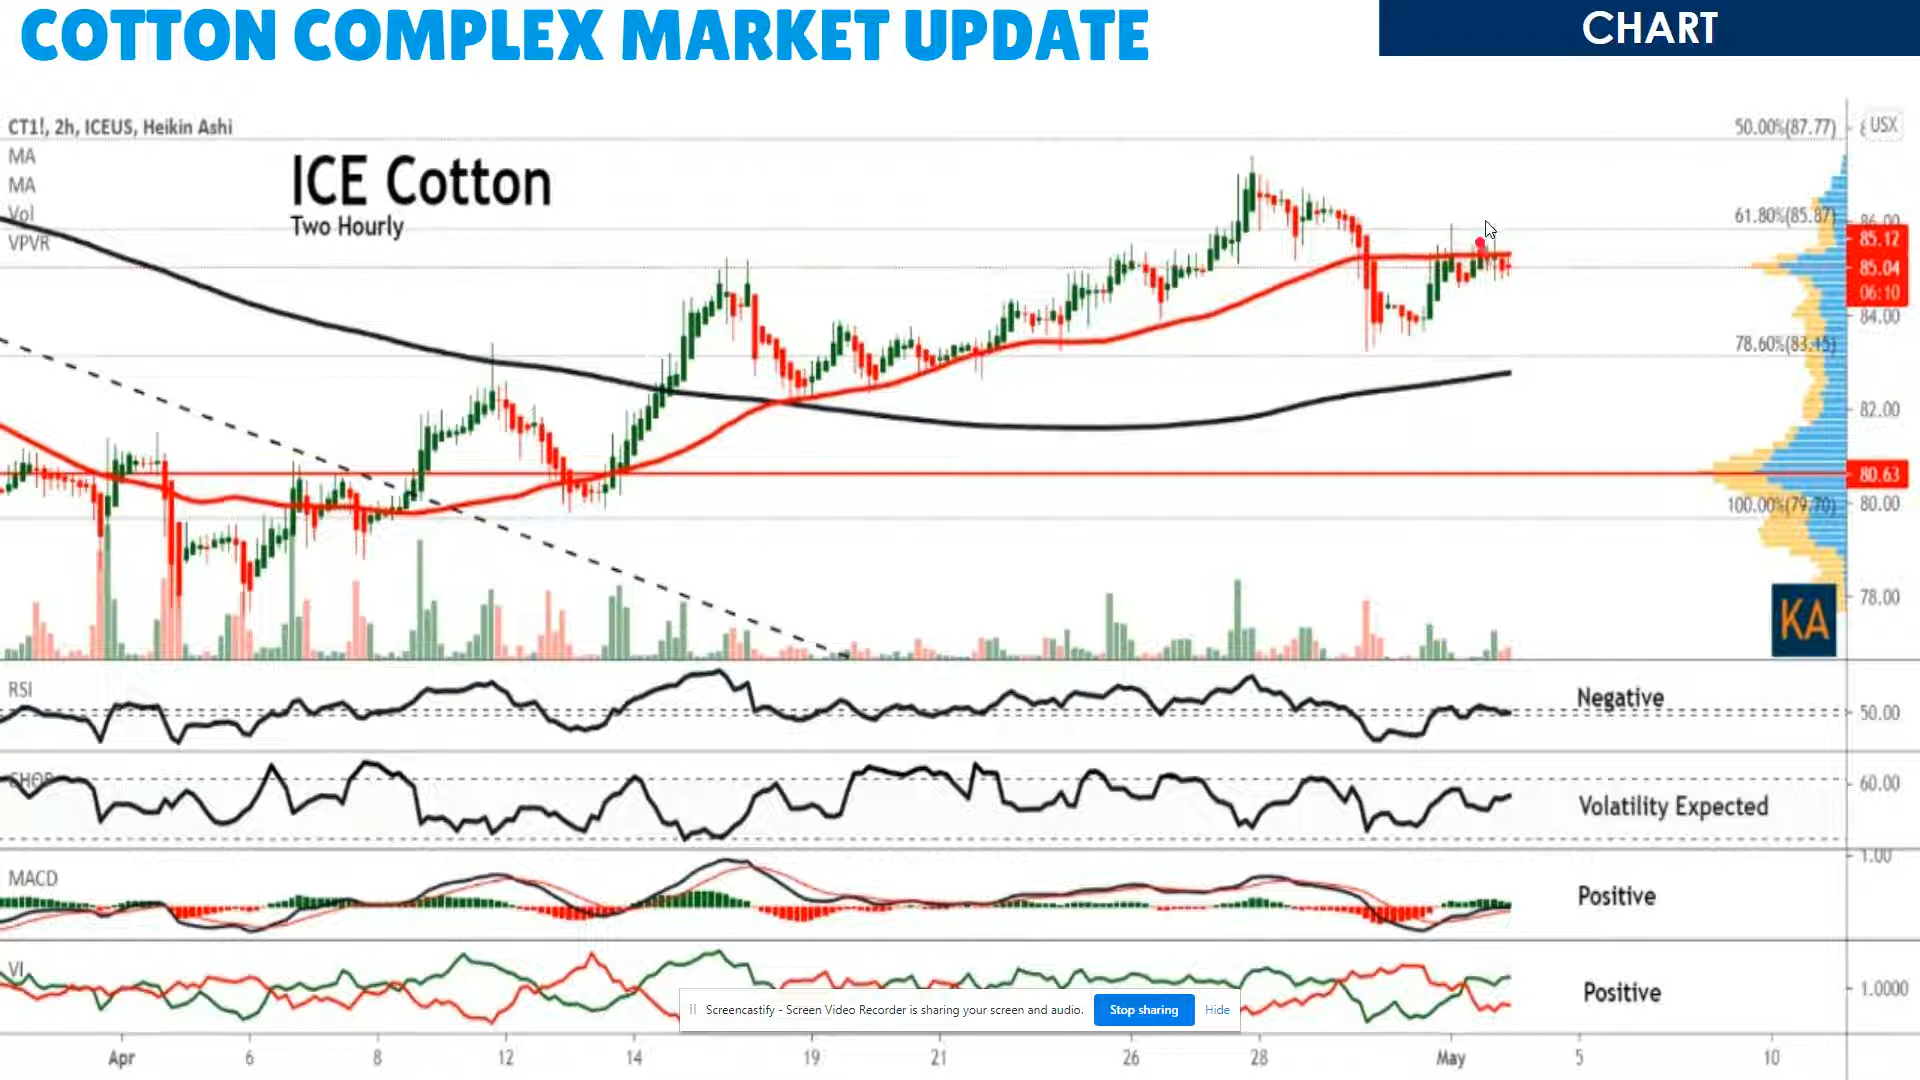 COTTON COMPLEX MARKET UPDATE
CHART
CT1!, 2h, ICEUS, Heikin Ashi
MA
MA
Vol
VPVR
ICE Cotton
Two Hourly
50.00%(87.77)
USX
61.80%(85.87)
86.00
85.12
85.04
06:10
84.00
78.60%(83.15)
82.00
80.63
100.00%(79.70)
80.00
78.00
KA
RSI
Negative
50.00
CHOP
60.00
Volatility Expected
1.00
MACD
Positive
VI
Positive
1.0000
Screencastify - Screen Video Recorder is sharing your screen and audio.
Stop sharing
Hide
Apr 6 8 12 14 19 21 26 28 May 5 10